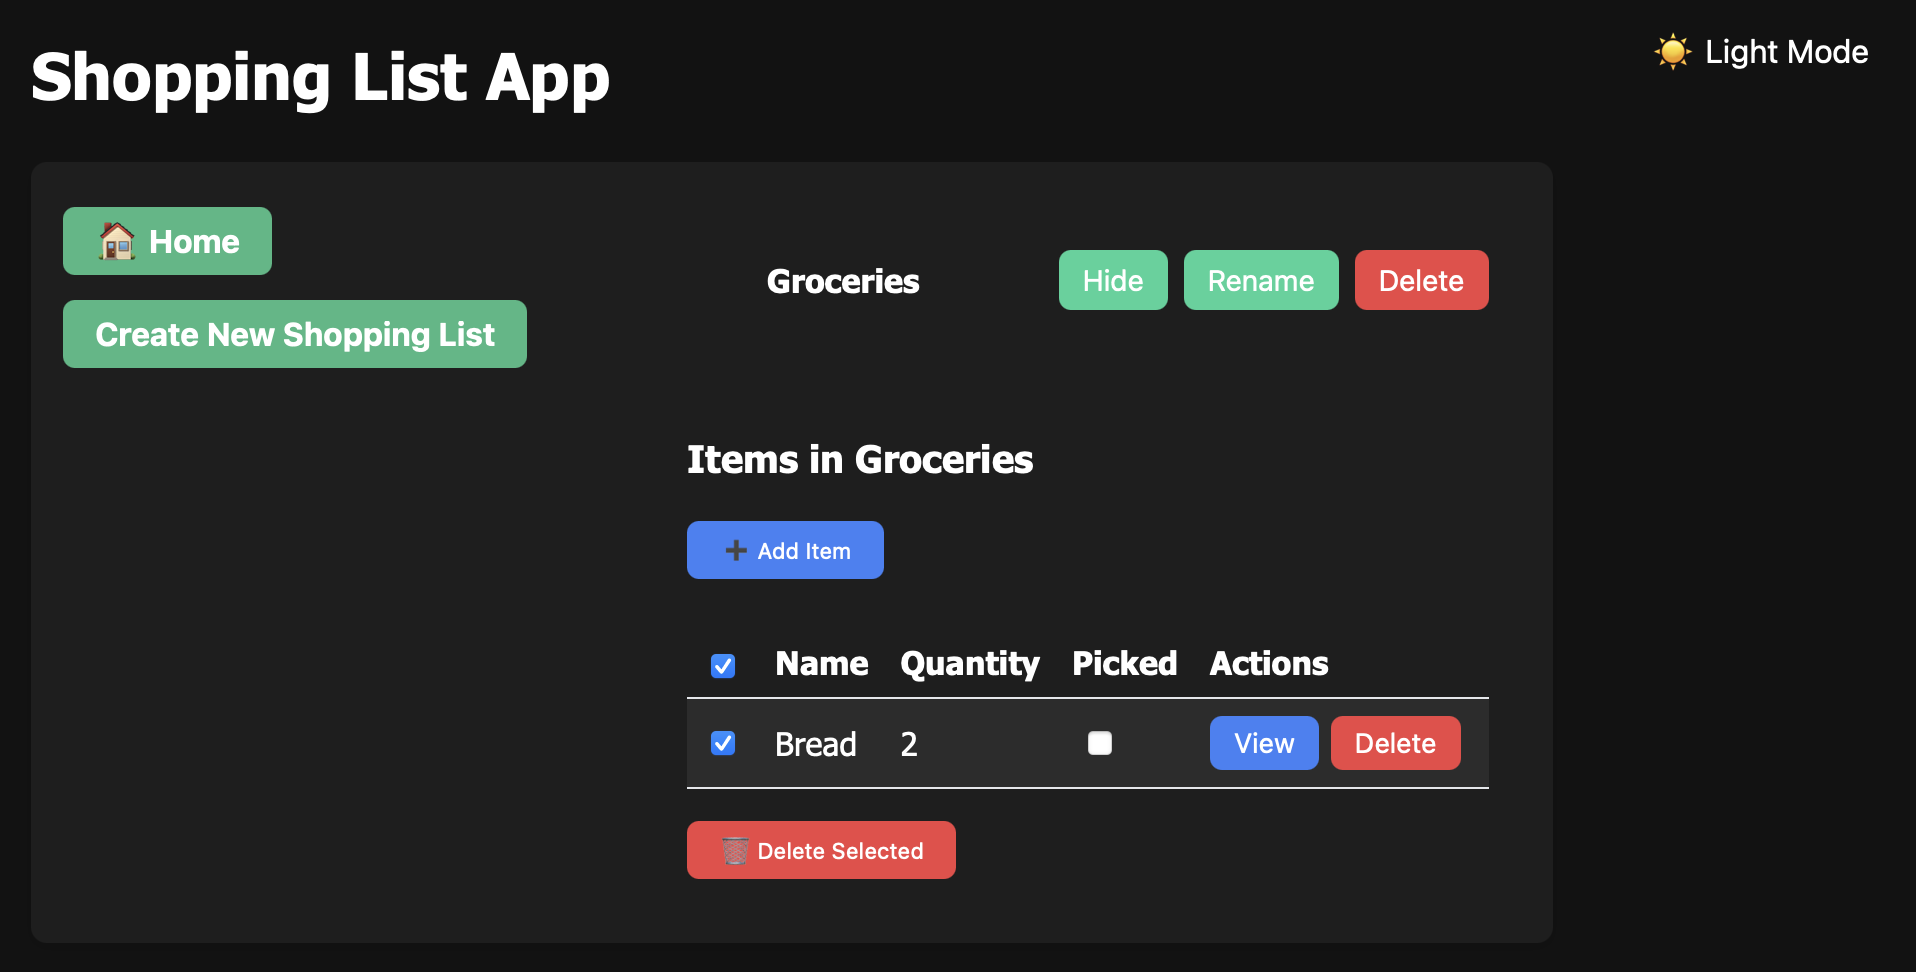 Shopping List App
☀️ Light Mode
🏠 Home
Create New Shopping List
Groceries Hide Rename Delete
Items in Groceries
➕ Add Item
Name Quantity Picked Actions
Bread 2 View Delete
🗑️ Delete Selected